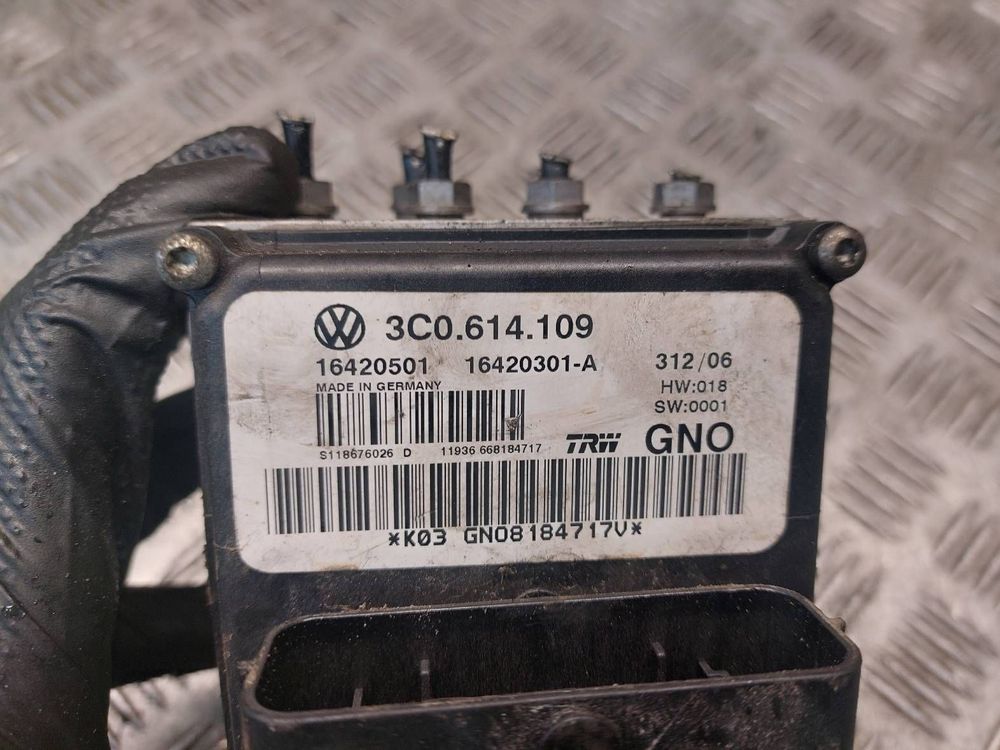 3C0.614.109
16420501 16420301-A 312/06
MADE IN GERMANY HW:018
SW:0001
S118676026 D 11936 668184717 TRW GNO
*K03 GNO8184717V*